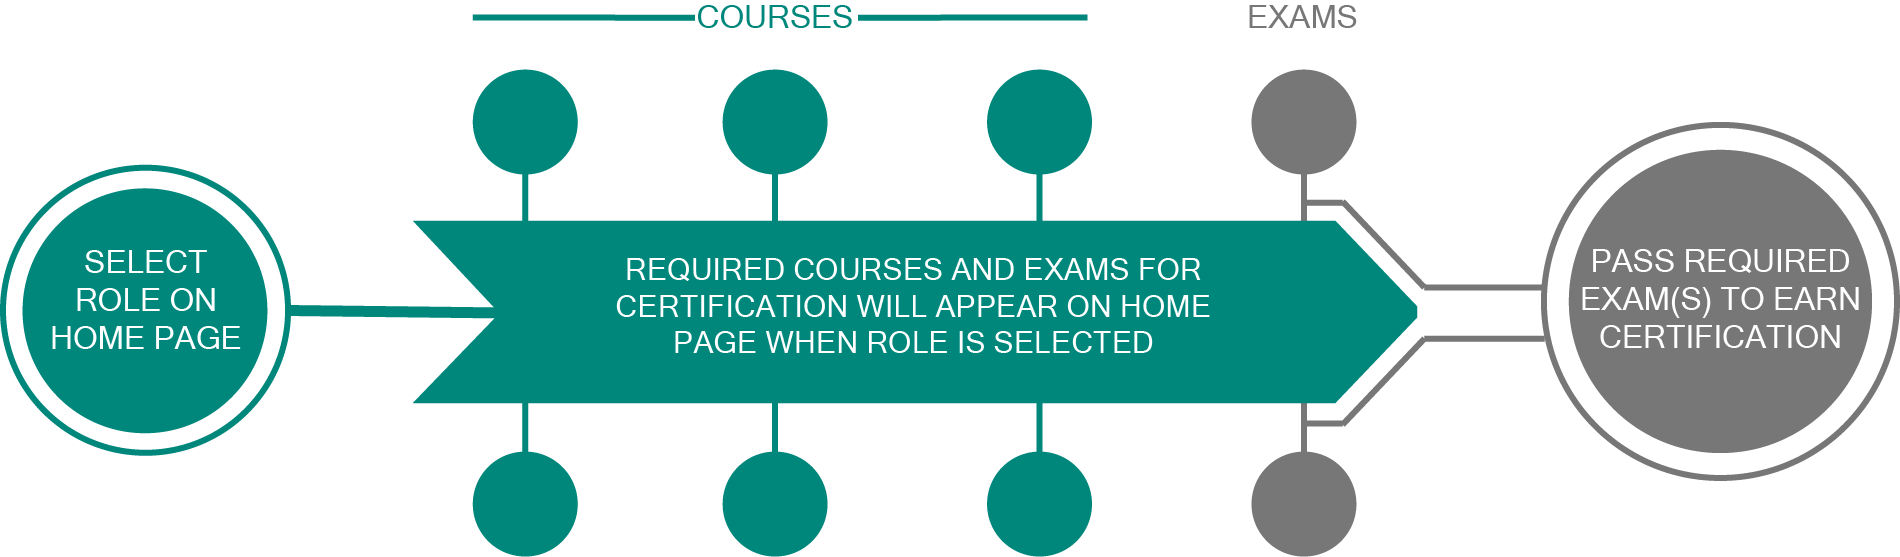 COURSES
EXAMS
SELECT
ROLE ON
HOME PAGE
REQUIRED COURSES AND EXAMS FOR
CERTIFICATION WILL APPEAR ON HOME
PAGE WHEN ROLE IS SELECTED
PASS REQUIRED
EXAM(S) TO EARN
CERTIFICATION